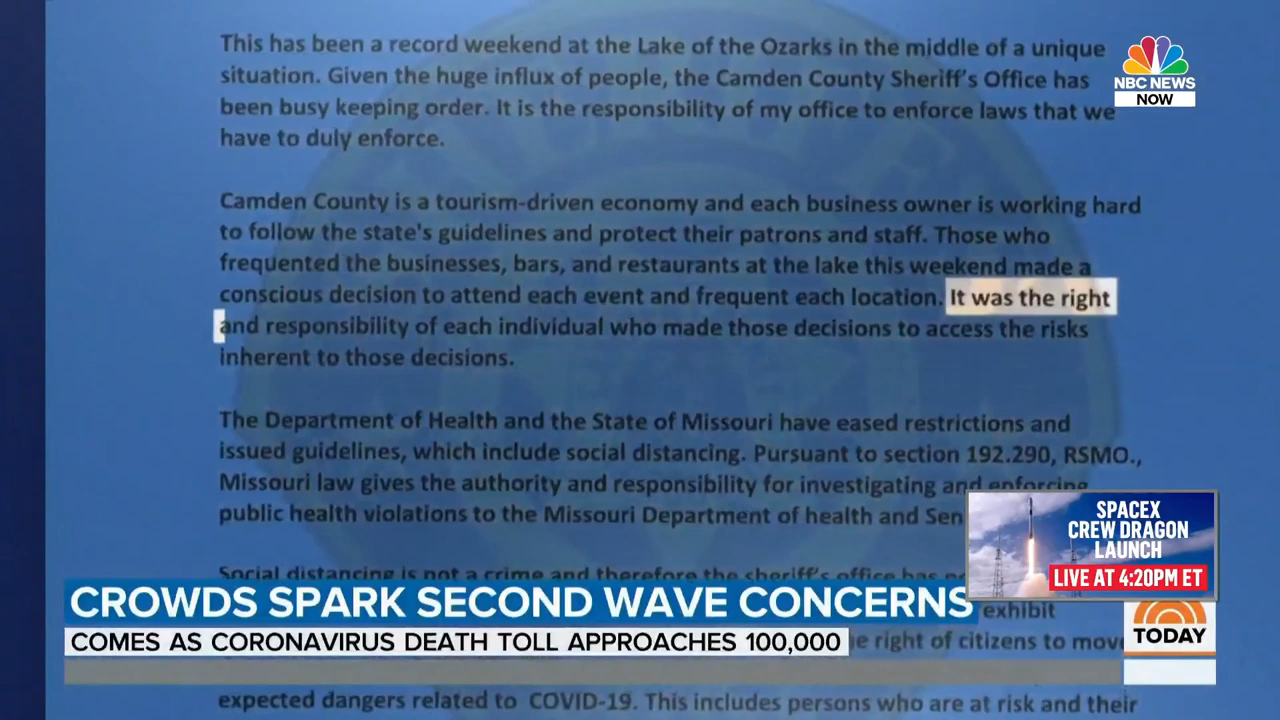 This has been a record weekend at the Lake of the Ozarks in the middle of a unique
situation. Given the huge influx of people, the Camden County Sheriff's Office has
been busy keeping order. It is the responsibility of my office to enforce laws that we
have to duly enforce.
Camden County is a tourism-driven economy and each business owner is working hard
to follow the state's guidelines and protect their patrons and staff. Those who
frequented the businesses, bars, and restaurants at the lake this weekend made a
conscious decision to attend each event and frequent each location. It was the right
and responsibility of each individual who made those decisions to access the risks
inherent to those decisions.
The Department of Health and the State of Missouri have eased restrictions and
issued guidelines, which include social distancing. Pursuant to section 192.290, RSMO.,
Missouri law gives the authority and responsibility for investigating and enforcing
public health violations to the Missouri Department of health and Sen
Social distancing is not a crime and therefore the sheriff's office has
exhibit
the right of citizens to move
expected dangers related to COVID-19. This includes persons who are at risk and their
NBC NEWS
NOW
SPACEX
CREW DRAGON
LAUNCH
LIVE AT 4:20PM ET
CROWDS SPARK SECOND WAVE CONCERNS
COMES AS CORONAVIRUS DEATH TOLL APPROACHES 100,000
TODAY